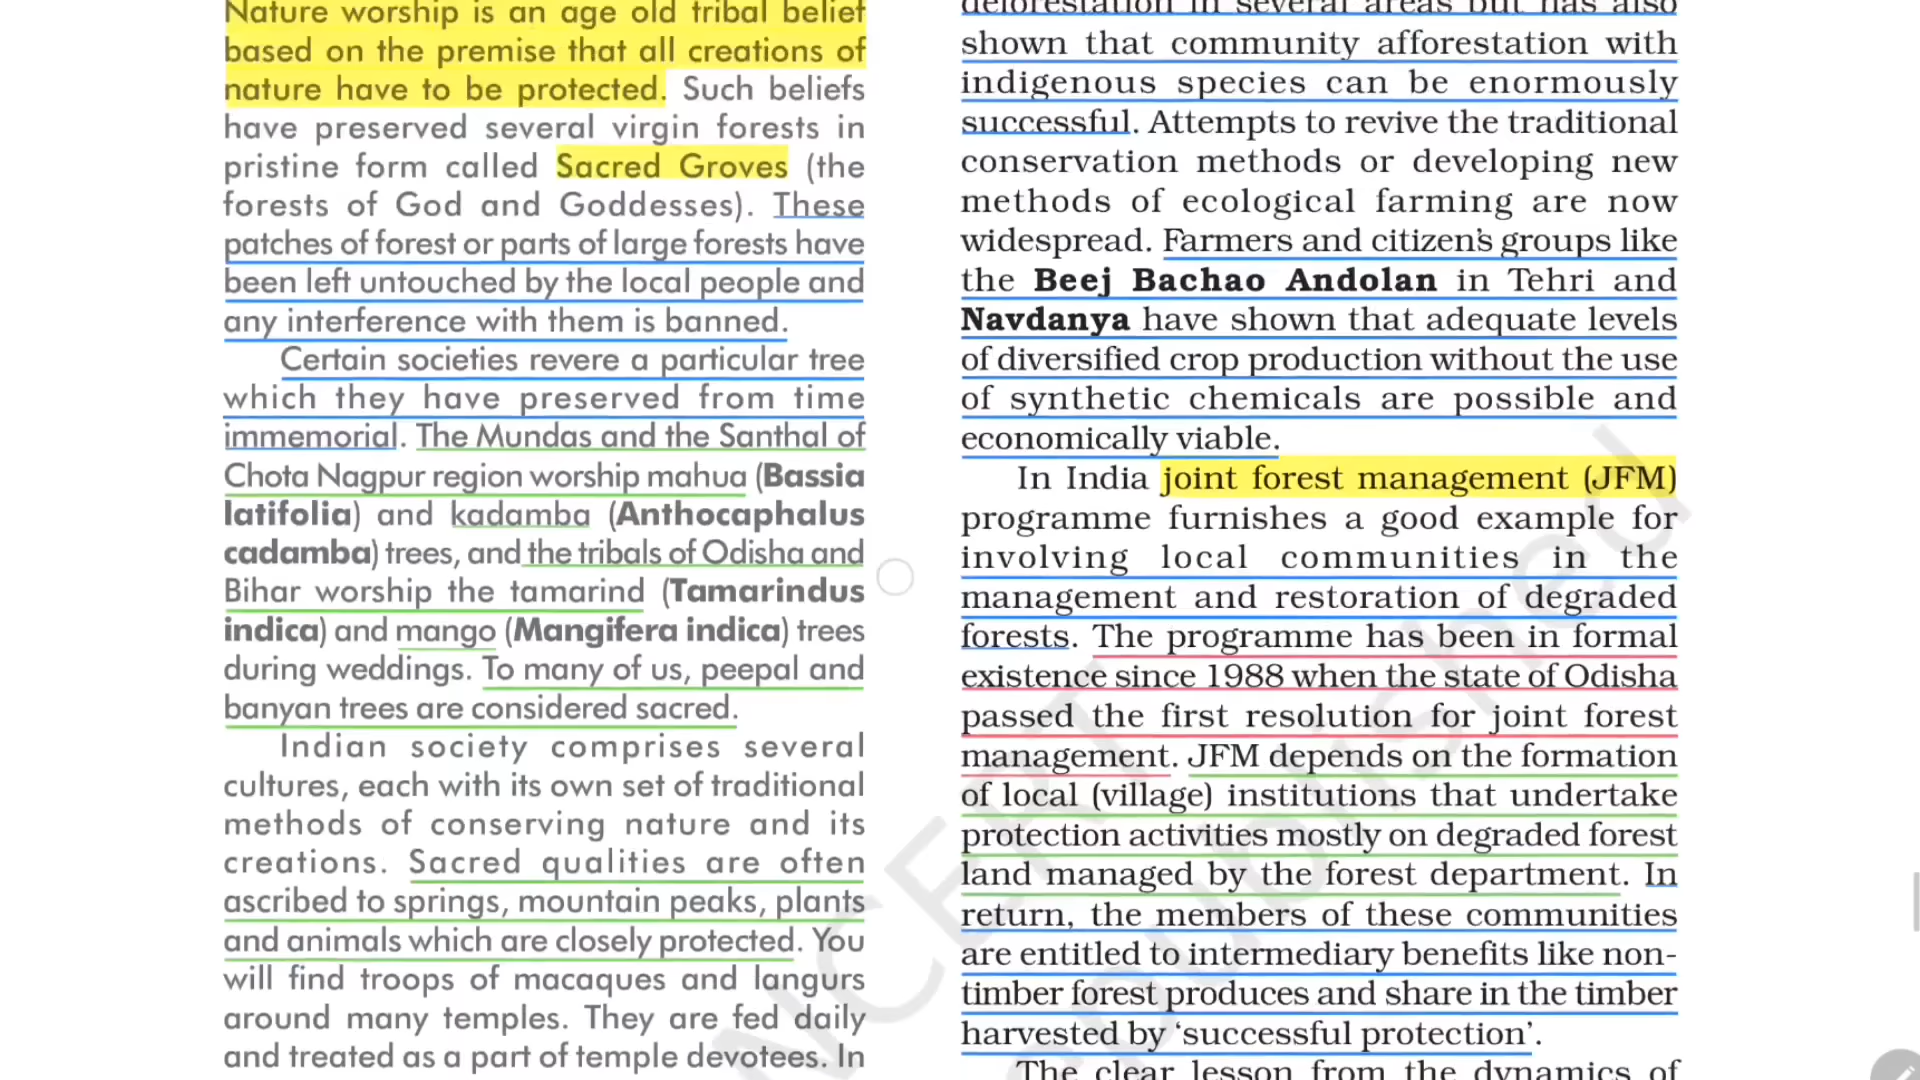 Nature worship is an age old tribal belief
based on the premise that all creations of
nature have to be protected. Such beliefs
have preserved several virgin forests in
pristine form called Sacred Groves (the
forests of God and Goddesses). These
patches of forest or parts of large forests have
been left untouched by the local people and
any interference with them is banned.
Certain societies revere a particular tree
which they have preserved from time
immemorial. The Mundas and the Santhal of
Chota Nagpur region worship mahua (Bassia
latifolia) and kadamba (Anthocaphalus
cadamba) trees, and the tribals of Odisha and
Bihar worship the tamarind (Tamarindus
indica) and mango (Mangifera indica) trees
during weddings. To many of us, peepal and
banyan trees are considered sacred.
Indian society comprises several
cultures, each with its own set of traditional
methods of conserving nature and its
creations. Sacred qualities are often
ascribed to springs, mountain peaks, plants
and animals which are closely protected. You
will find troops of macaques and langurs
around many temples. They are fed daily
and treated as a part of temple devotees. In
deforestation in several areas but has also
shown that community afforestation with
indigenous species can be enormously
successful. Attempts to revive the traditional
conservation methods or developing new
methods of ecological farming are now
widespread. Farmers and citizen's groups like
the Beej Bachao Andolan in Tehri and
Navdanya have shown that adequate levels
of diversified crop production without the use
of synthetic chemicals are possible and
economically viable.
In India joint forest management (JFM)
programme furnishes a good example for
involving local communities in the
management and restoration of degraded
forests. The programme has been in formal
existence since 1988 when the state of Odisha
passed the first resolution for joint forest
management. JFM depends on the formation
of local (village) institutions that undertake
protection activities mostly on degraded forest
land managed by the forest department. In
return, the members of these communities
are entitled to intermediary benefits like non-
timber forest produces and share in the timber
harvested by ‘successful protection’.
The clear lesson from the dynamics of
NCERT
republished